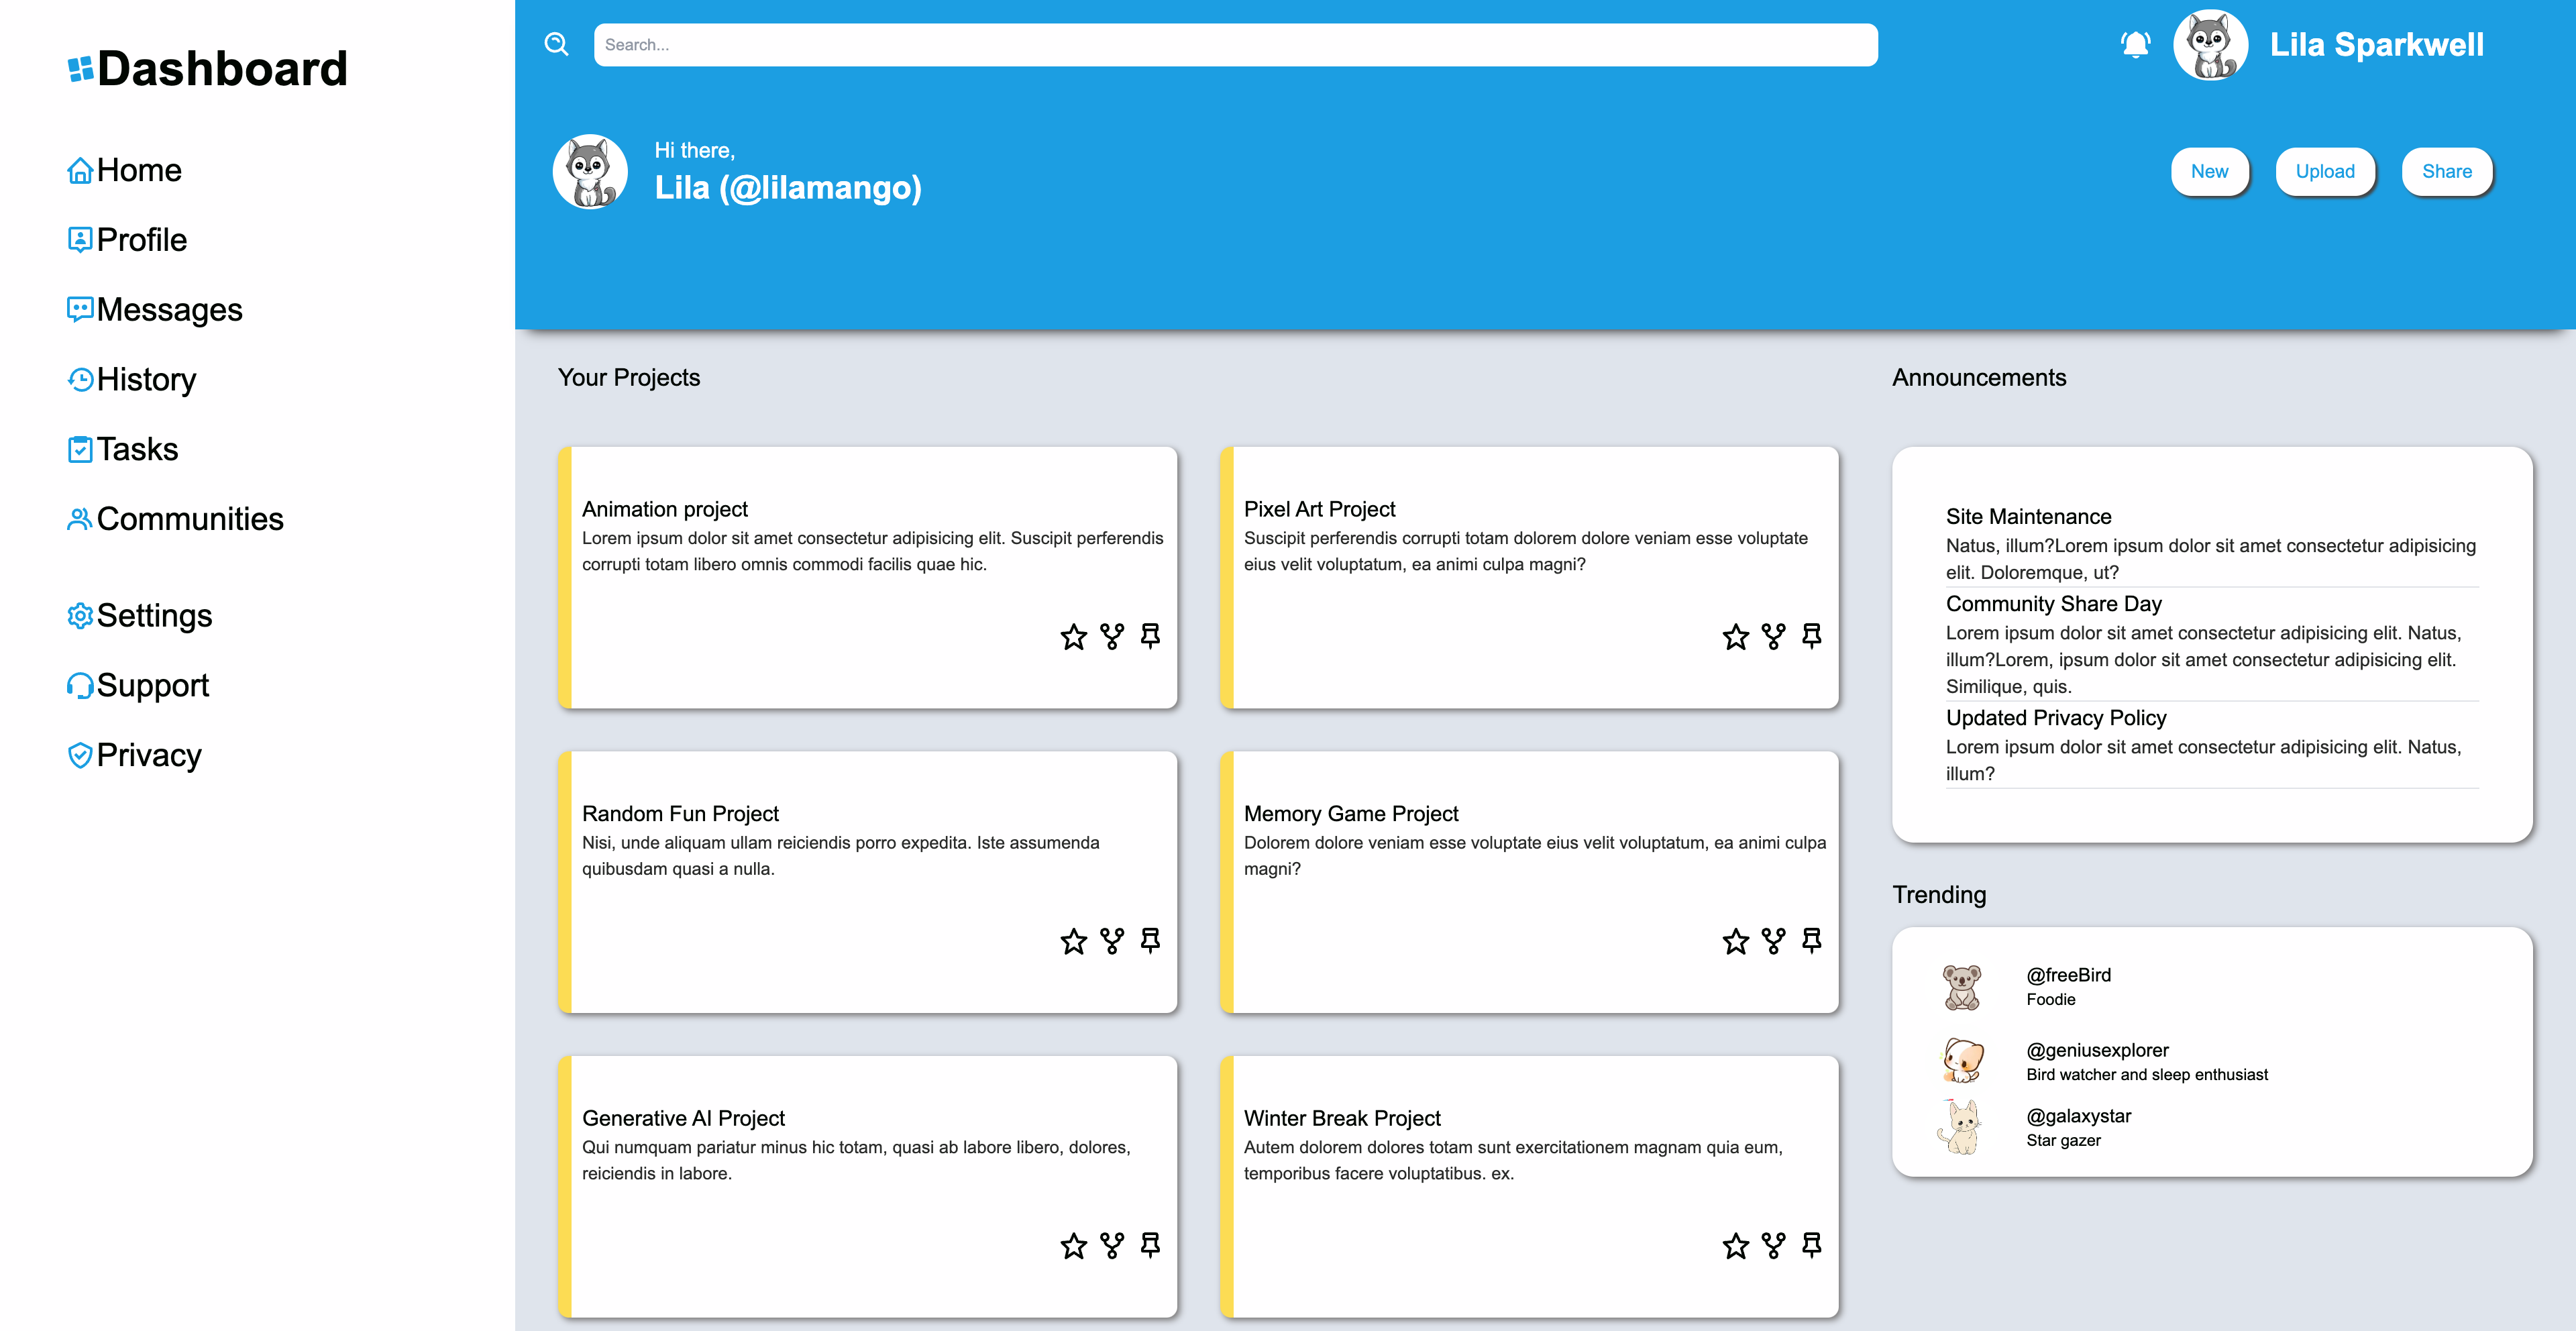 Dashboard
Home
Profile
Messages
History
Tasks
Communities
Settings
Support
Privacy
Search...
Lila Sparkwell
Hi there,
Lila (@lilamango)
New
Upload
Share
Your Projects
Animation project
Lorem ipsum dolor sit amet consectetur adipisicing elit. Suscipit perferendis
corrupti totam libero omnis commodi facilis quae hic.
Pixel Art Project
Suscipit perferendis corrupti totam dolorem dolore veniam esse voluptate
eius velit voluptatum, ea animi culpa magni?
Random Fun Project
Nisi, unde aliquam ullam reiciendis porro expedita. Iste assumenda
quibusdam quasi a nulla.
Memory Game Project
Dolorem dolore veniam esse voluptate eius velit voluptatum, ea animi culpa
magni?
Generative AI Project
Qui numquam pariatur minus hic totam, quasi ab labore libero, dolores,
reiciendis in labore.
Winter Break Project
Autem dolorem dolores totam sunt exercitationem magnam quia eum,
temporibus facere voluptatibus. ex.
Announcements
Site Maintenance
Natus, illum?Lorem ipsum dolor sit amet consectetur adipisicing
elit. Doloremque, ut?
Community Share Day
Lorem ipsum dolor sit amet consectetur adipisicing elit. Natus,
illum?Lorem, ipsum dolor sit amet consectetur adipisicing elit.
Similique, quis.
Updated Privacy Policy
Lorem ipsum dolor sit amet consectetur adipisicing elit. Natus,
illum?
Trending
@freeBird
Foodie
@geniusexplorer
Bird watcher and sleep enthusiast
@galaxystar
Star gazer